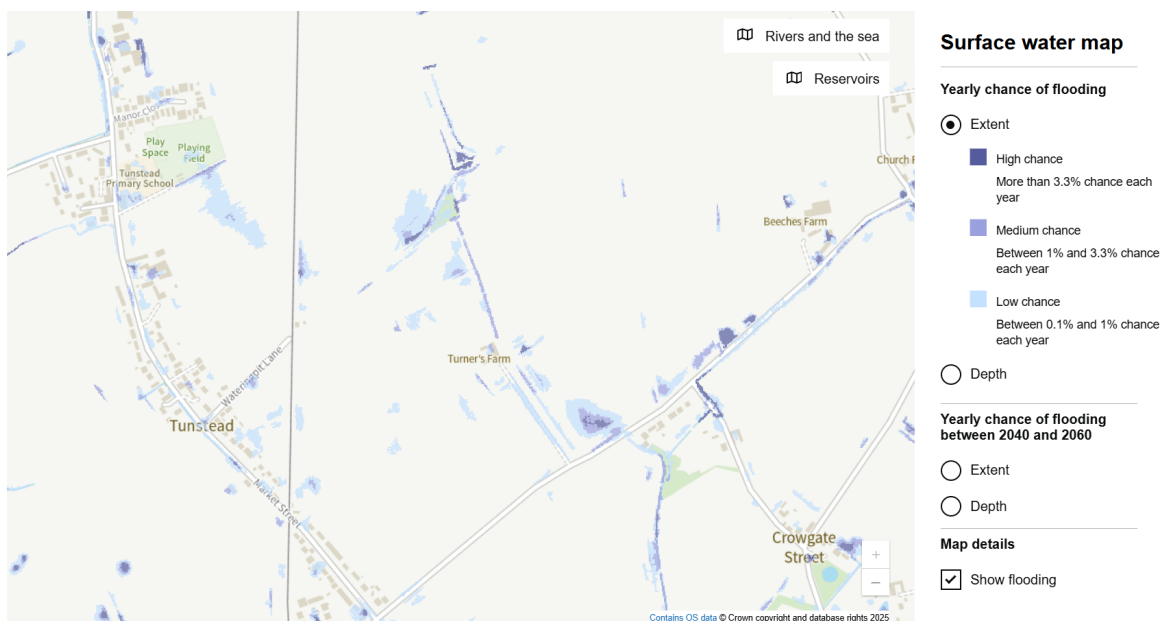 Rivers and the sea
Reservoirs
Manor Clos
Play
Space
Playing
Field
Tunstead
Primary School
Church F
Beeches Farm
Turner's Farm
Wateringpit Lane
Tunstead
Market Street
Crowgate
Street
+
−
Contains OS data © Crown copyright and database rights 2025
Surface water map
Yearly chance of flooding
Extent
High chance
More than 3.3% chance each
year
Medium chance
Between 1% and 3.3% chance
each year
Low chance
Between 0.1% and 1% chance
each year
Depth
Yearly chance of flooding
between 2040 and 2060
Extent
Depth
Map details
Show flooding